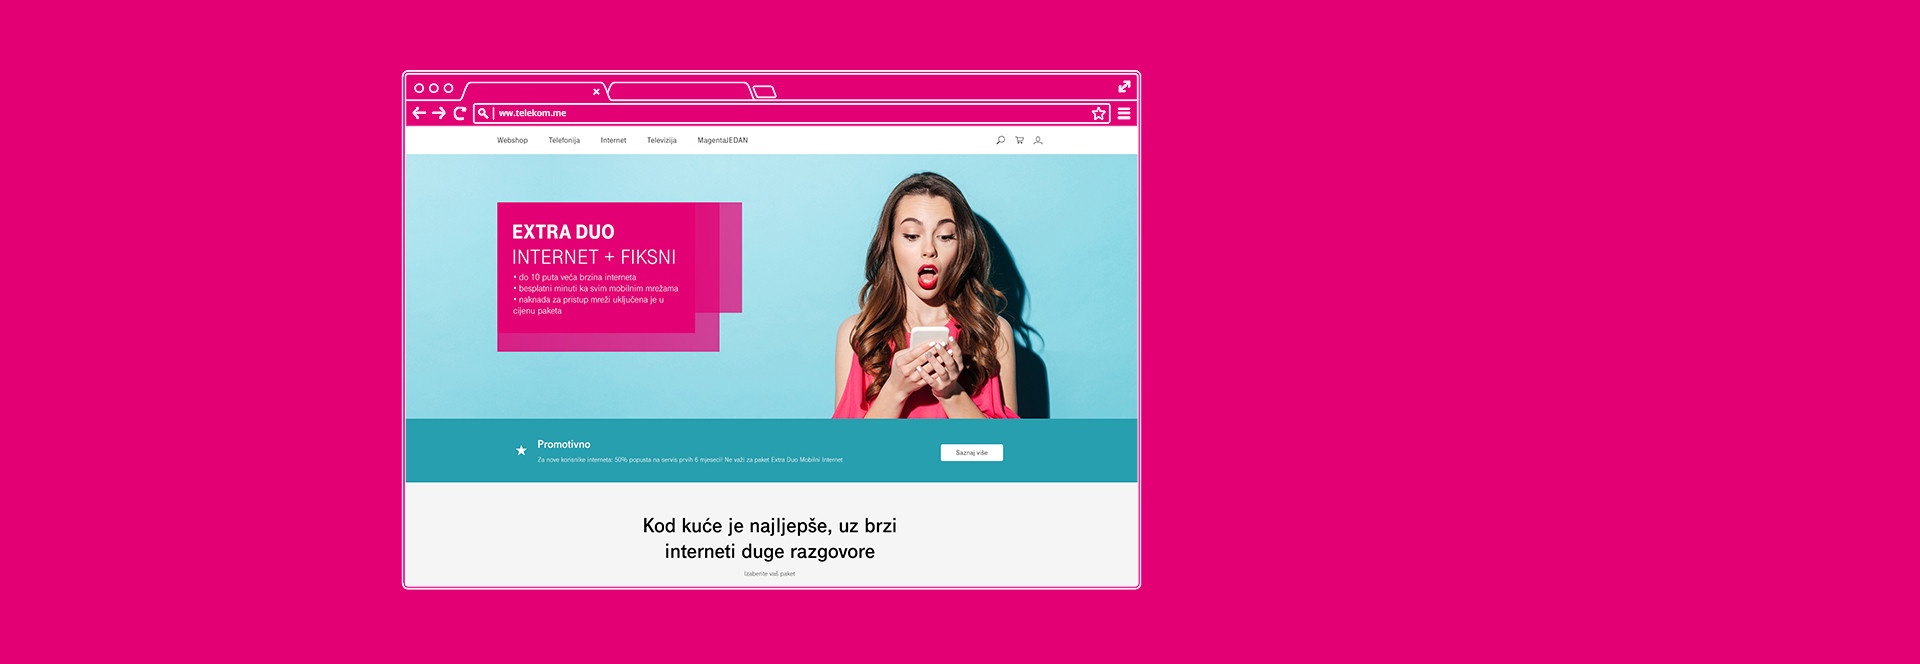 ww.telekom.me
Webshop Telefonija Internet Televizija MagentaJEDAN
EXTRA DUO
INTERNET + FIKSNI
• do 10 puta veća brzina interneta
• besplatni minuti ka svim mobilnim mrežama
• naknada za pristup mreži uključena je u
cijenu paketa
Promotivno
Za nove korisnike interneta: 50% popusta na servis prvih 6 mjeseci! Ne važi za paket Extra Duo Mobilni Internet
Saznaj više
Kod kuće je najljepše, uz brzi
interneti duge razgovore
Izaberite vaš paket